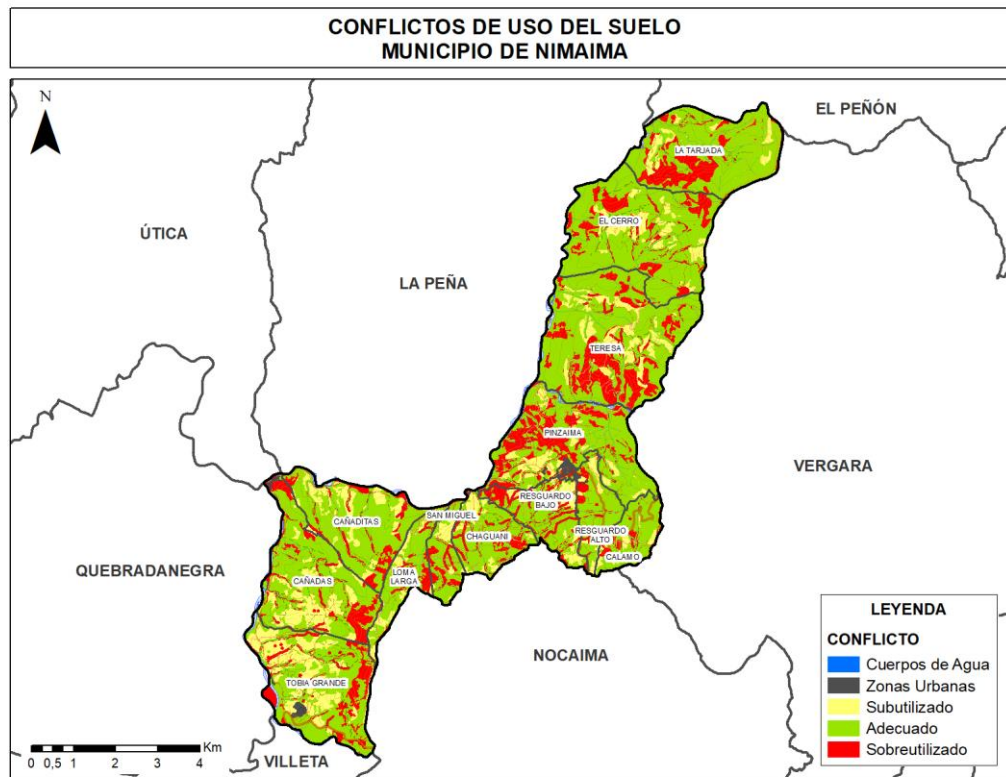 CONFLICTOS DE USO DEL SUELO
MUNICIPIO DE NIMAIMA
N
EL PEÑÓN
LA TARJADA
EL CERRO
ÚTICA
LA PEÑA
TERESA
PINZAIMA
VERGARA
RESGUARDO
BAJO
CAÑADITAS
SAN MIGUEL
CHAGUANI
RESGUARDO
ALTO
CALAMO
QUEBRADANEGRA
CAÑADAS
LOMA
LARGA
NOCAIMA
TOBIA GRANDE
VILLETA
0 0,5 1 2 3 4 Km
LEYENDA
CONFLICTO
Cuerpos de Agua
Zonas Urbanas
Subutilizado
Adecuado
Sobreutilizado